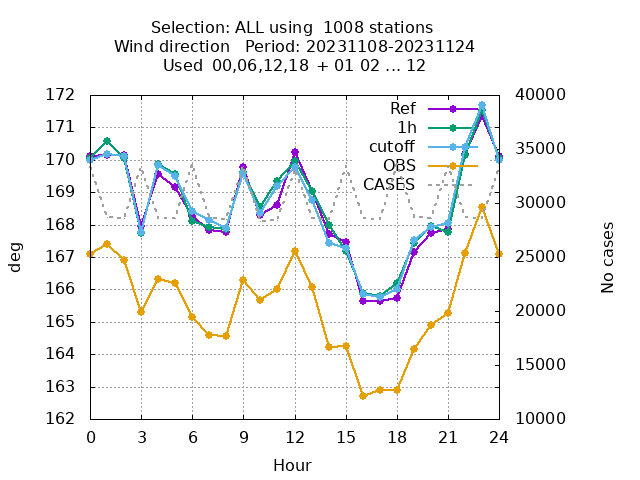 Selection: ALL using  1008 stations
Wind direction   Period: 20231108-20231124
Used  00,06,12,18 + 01 02 ... 12
172
171
170
169
168
167
166
165
164
163
162
40000
35000
30000
25000
20000
15000
10000
Ref
1h
cutoff
OBS
CASES
deg
No cases
0 3 6 9 12 15 18 21 24
Hour